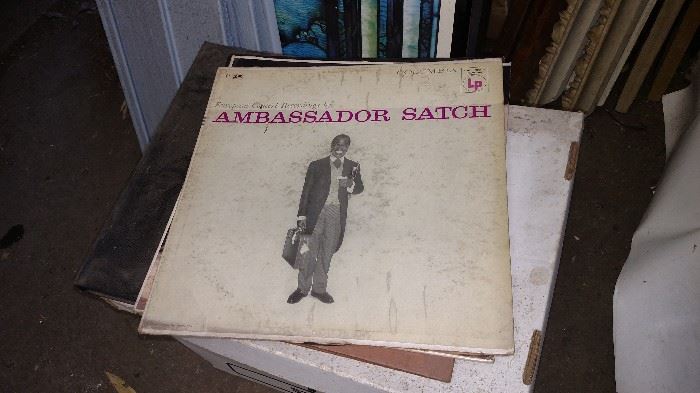 COLUMBIA
LP
European Concert Recordings by
AMBASSADOR SATCH